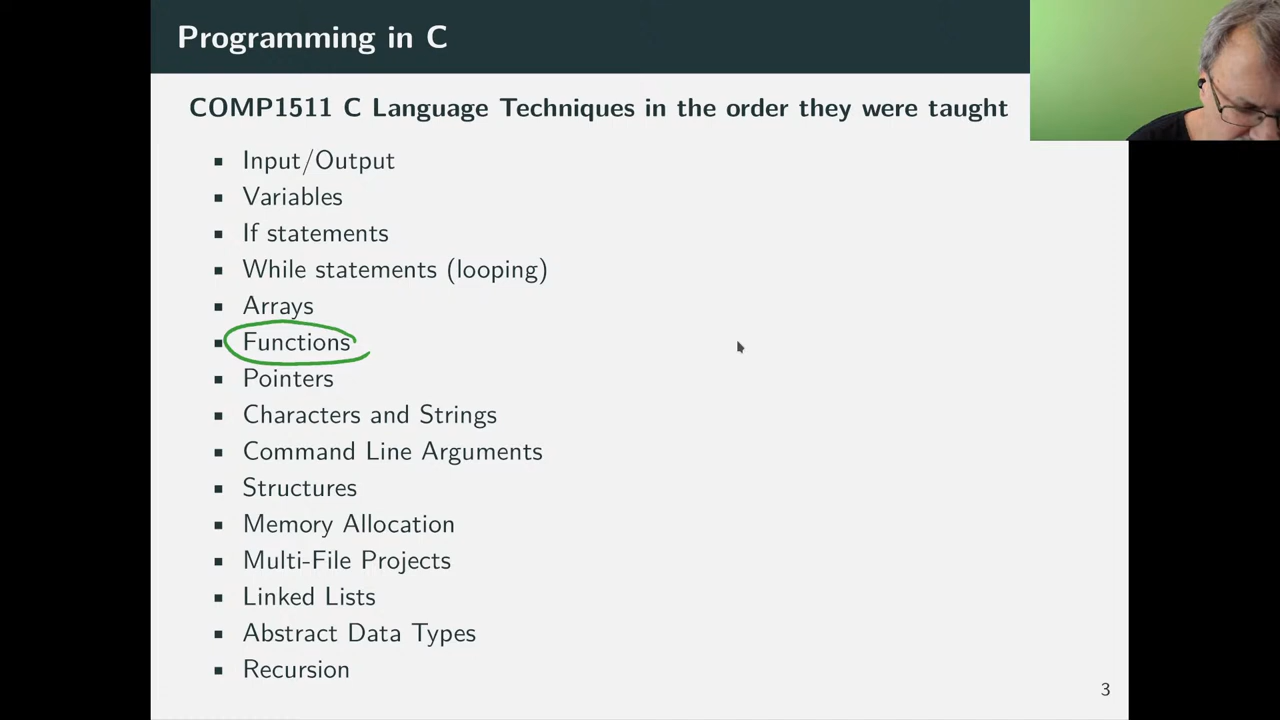 Programming in C
COMP1511 C Language Techniques in the order they were taught
▪ Input/Output
▪ Variables
▪ If statements
▪ While statements (looping)
▪ Arrays
▪ Functions
▪ Pointers
▪ Characters and Strings
▪ Command Line Arguments
▪ Structures
▪ Memory Allocation
▪ Multi-File Projects
▪ Linked Lists
▪ Abstract Data Types
▪ Recursion
3